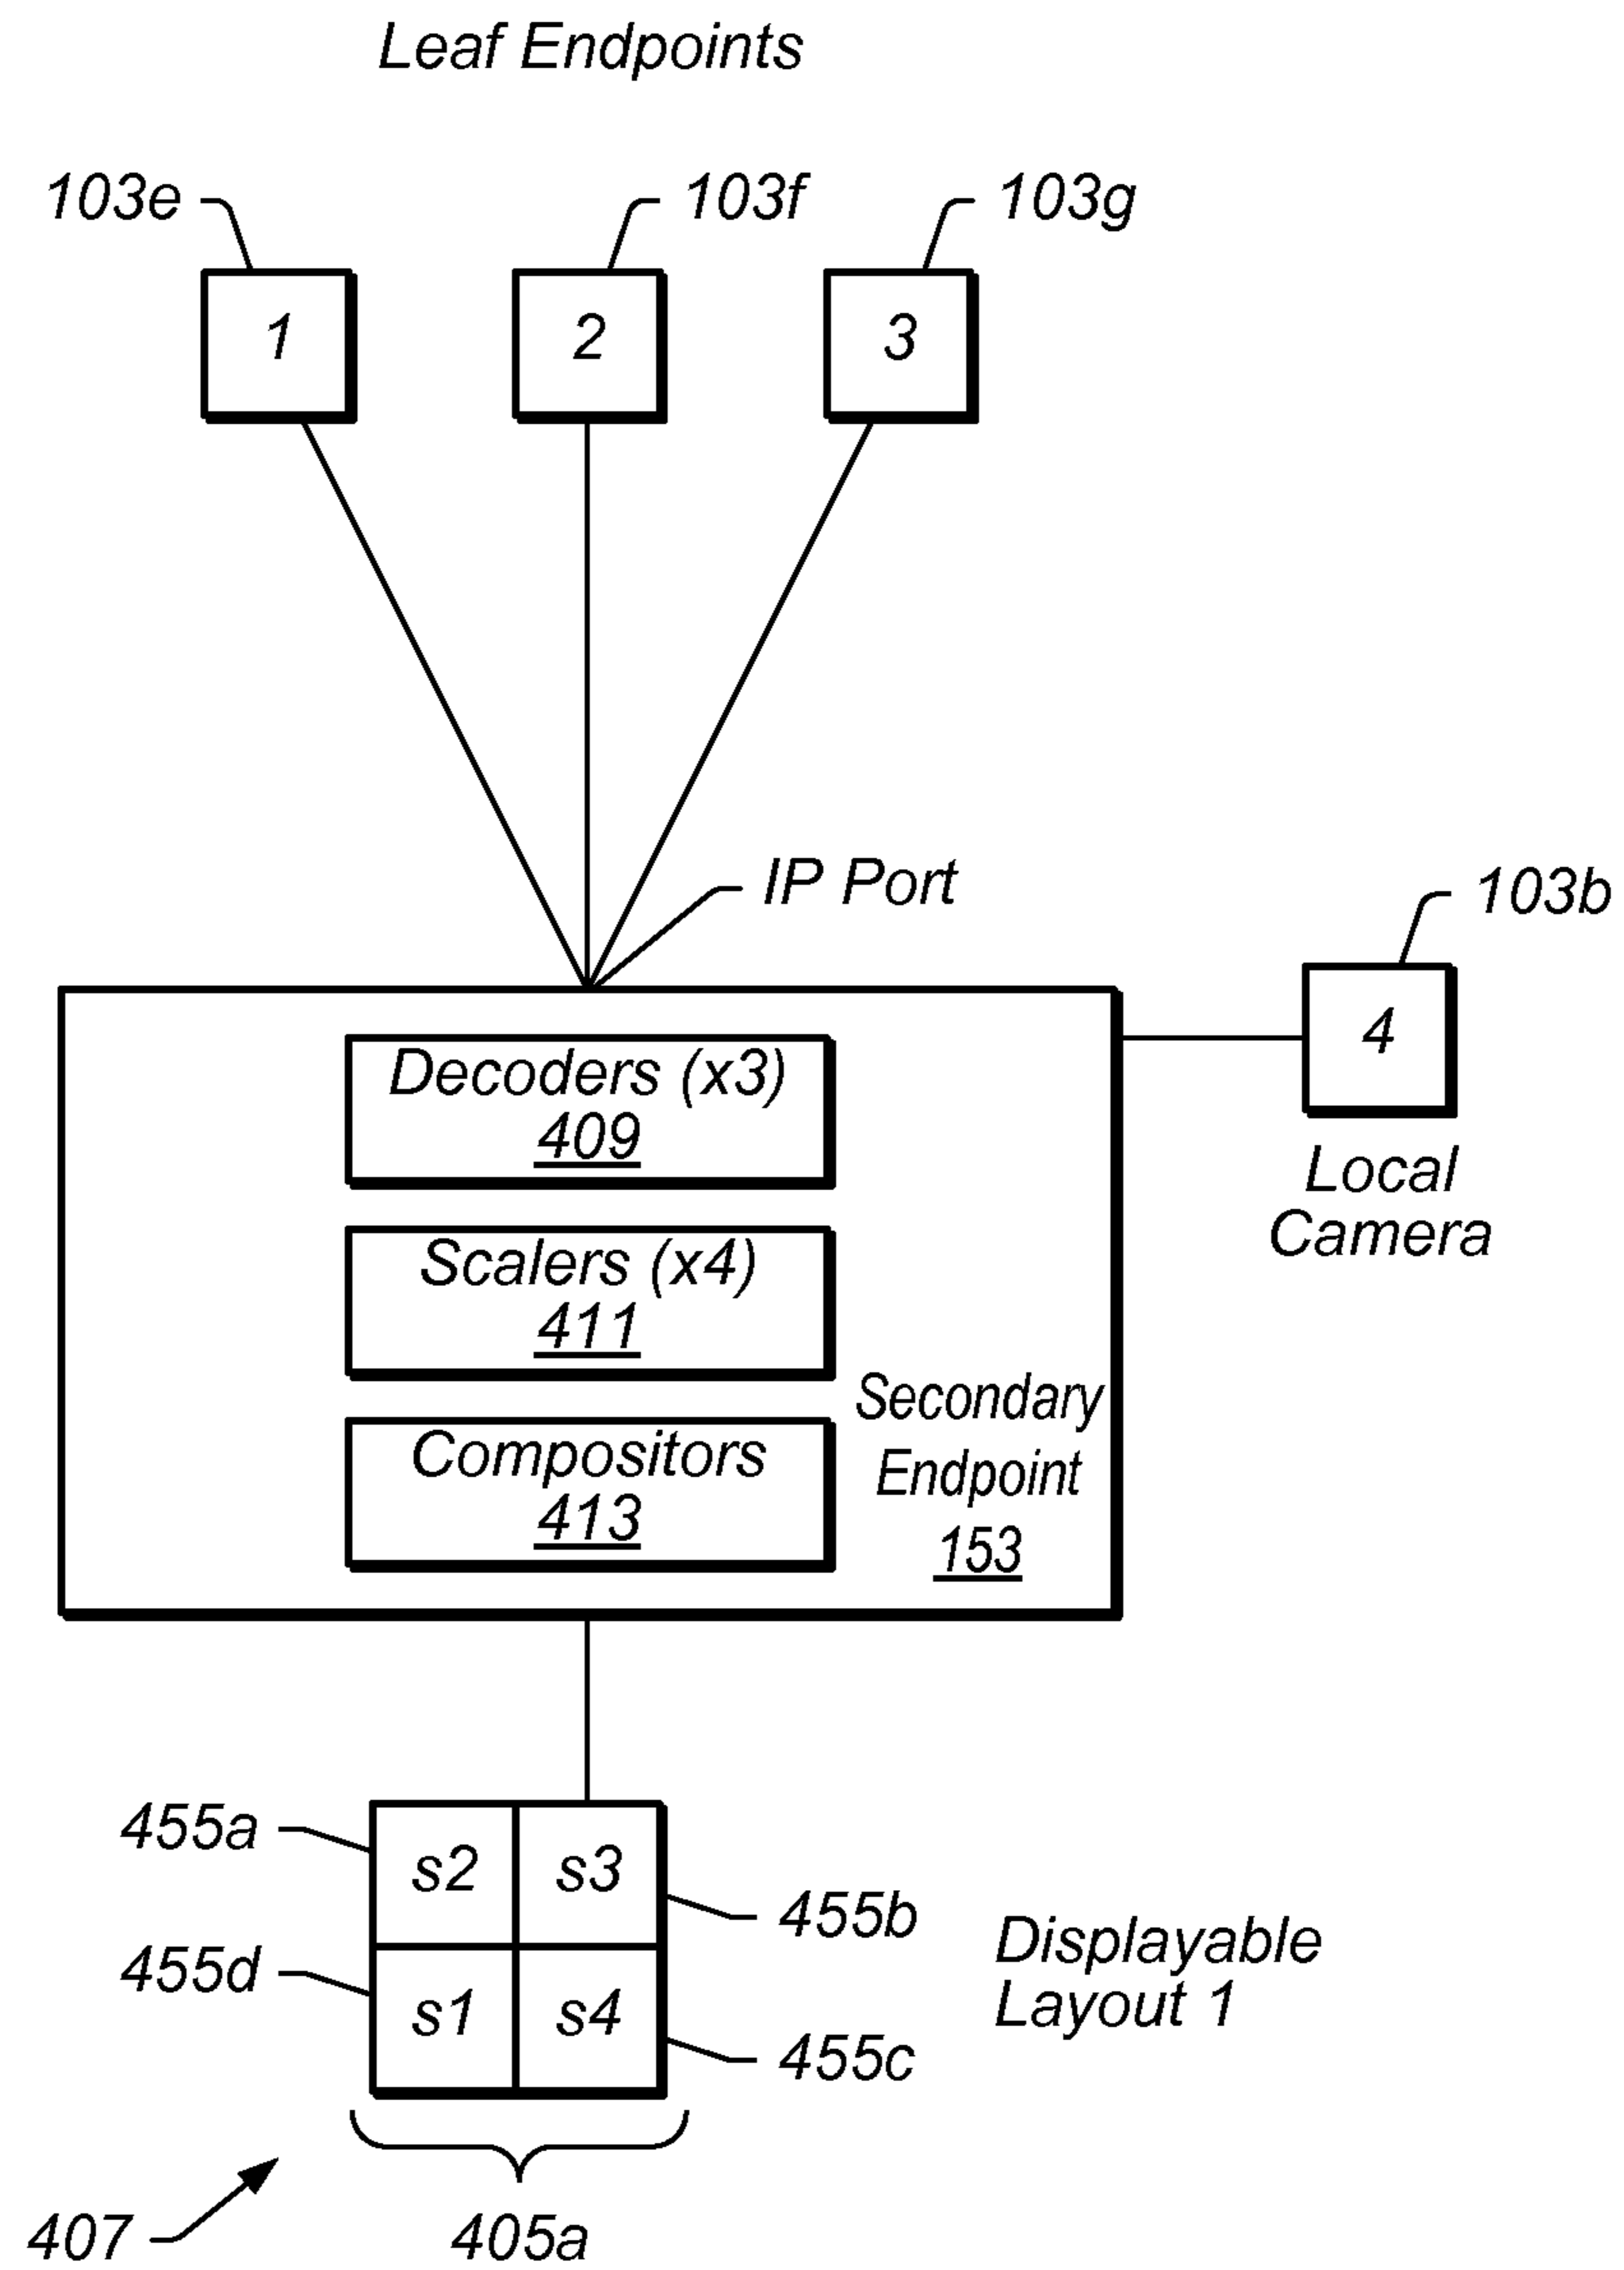 Leaf Endpoints
103e
103f
103g
1
2
3
IP Port
103b
4
Local
Camera
Decoders (x3)
409
Scalers (x4)
411
Compositors
413
Secondary
Endpoint
153
455a
s2
s3
455b
455d
s1
s4
455c
Displayable
Layout 1
407
405a